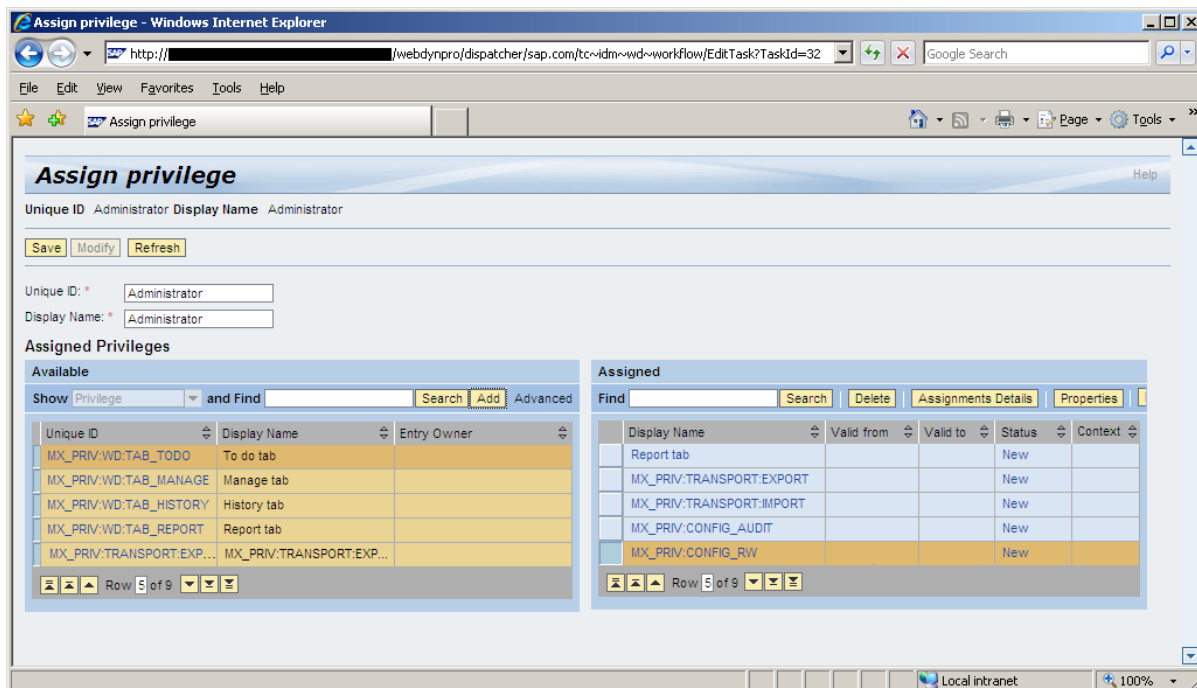 Assign privilege - Windows Internet Explorer
SAP http:// /webdynpro/dispatcher/sap.com/tc~idm~wd~workflow/EditTask?TaskId=32 Google Search
File Edit View Favorites Tools Help
SAP Assign privilege Page Tools »
Assign privilege Help
Unique ID Administrator Display Name Administrator
Save Modify Refresh
Unique ID: * Administrator
Display Name: * Administrator
Assigned Privileges
Available Assigned
Show Privilege and Find Search Add Advanced Find Search Delete Assignments Details Properties
Unique ID Display Name Entry Owner Display Name Valid from Valid to Status Context
MX_PRIV:WD:TAB_TODO To do tab Report tab New
MX_PRIV:WD:TAB_MANAGE Manage tab MX_PRIV:TRANSPORT:EXPORT New
MX_PRIV:WD:TAB_HISTORY History tab MX_PRIV:TRANSPORT:IMPORT New
MX_PRIV:WD:TAB_REPORT Report tab MX_PRIV:CONFIG_AUDIT New
MX_PRIV:TRANSPORT:EXP... MX_PRIV:TRANSPORT:EXP... MX_PRIV:CONFIG_RW New
Row 5 of 9 Row 5 of 9
Local intranet 100%